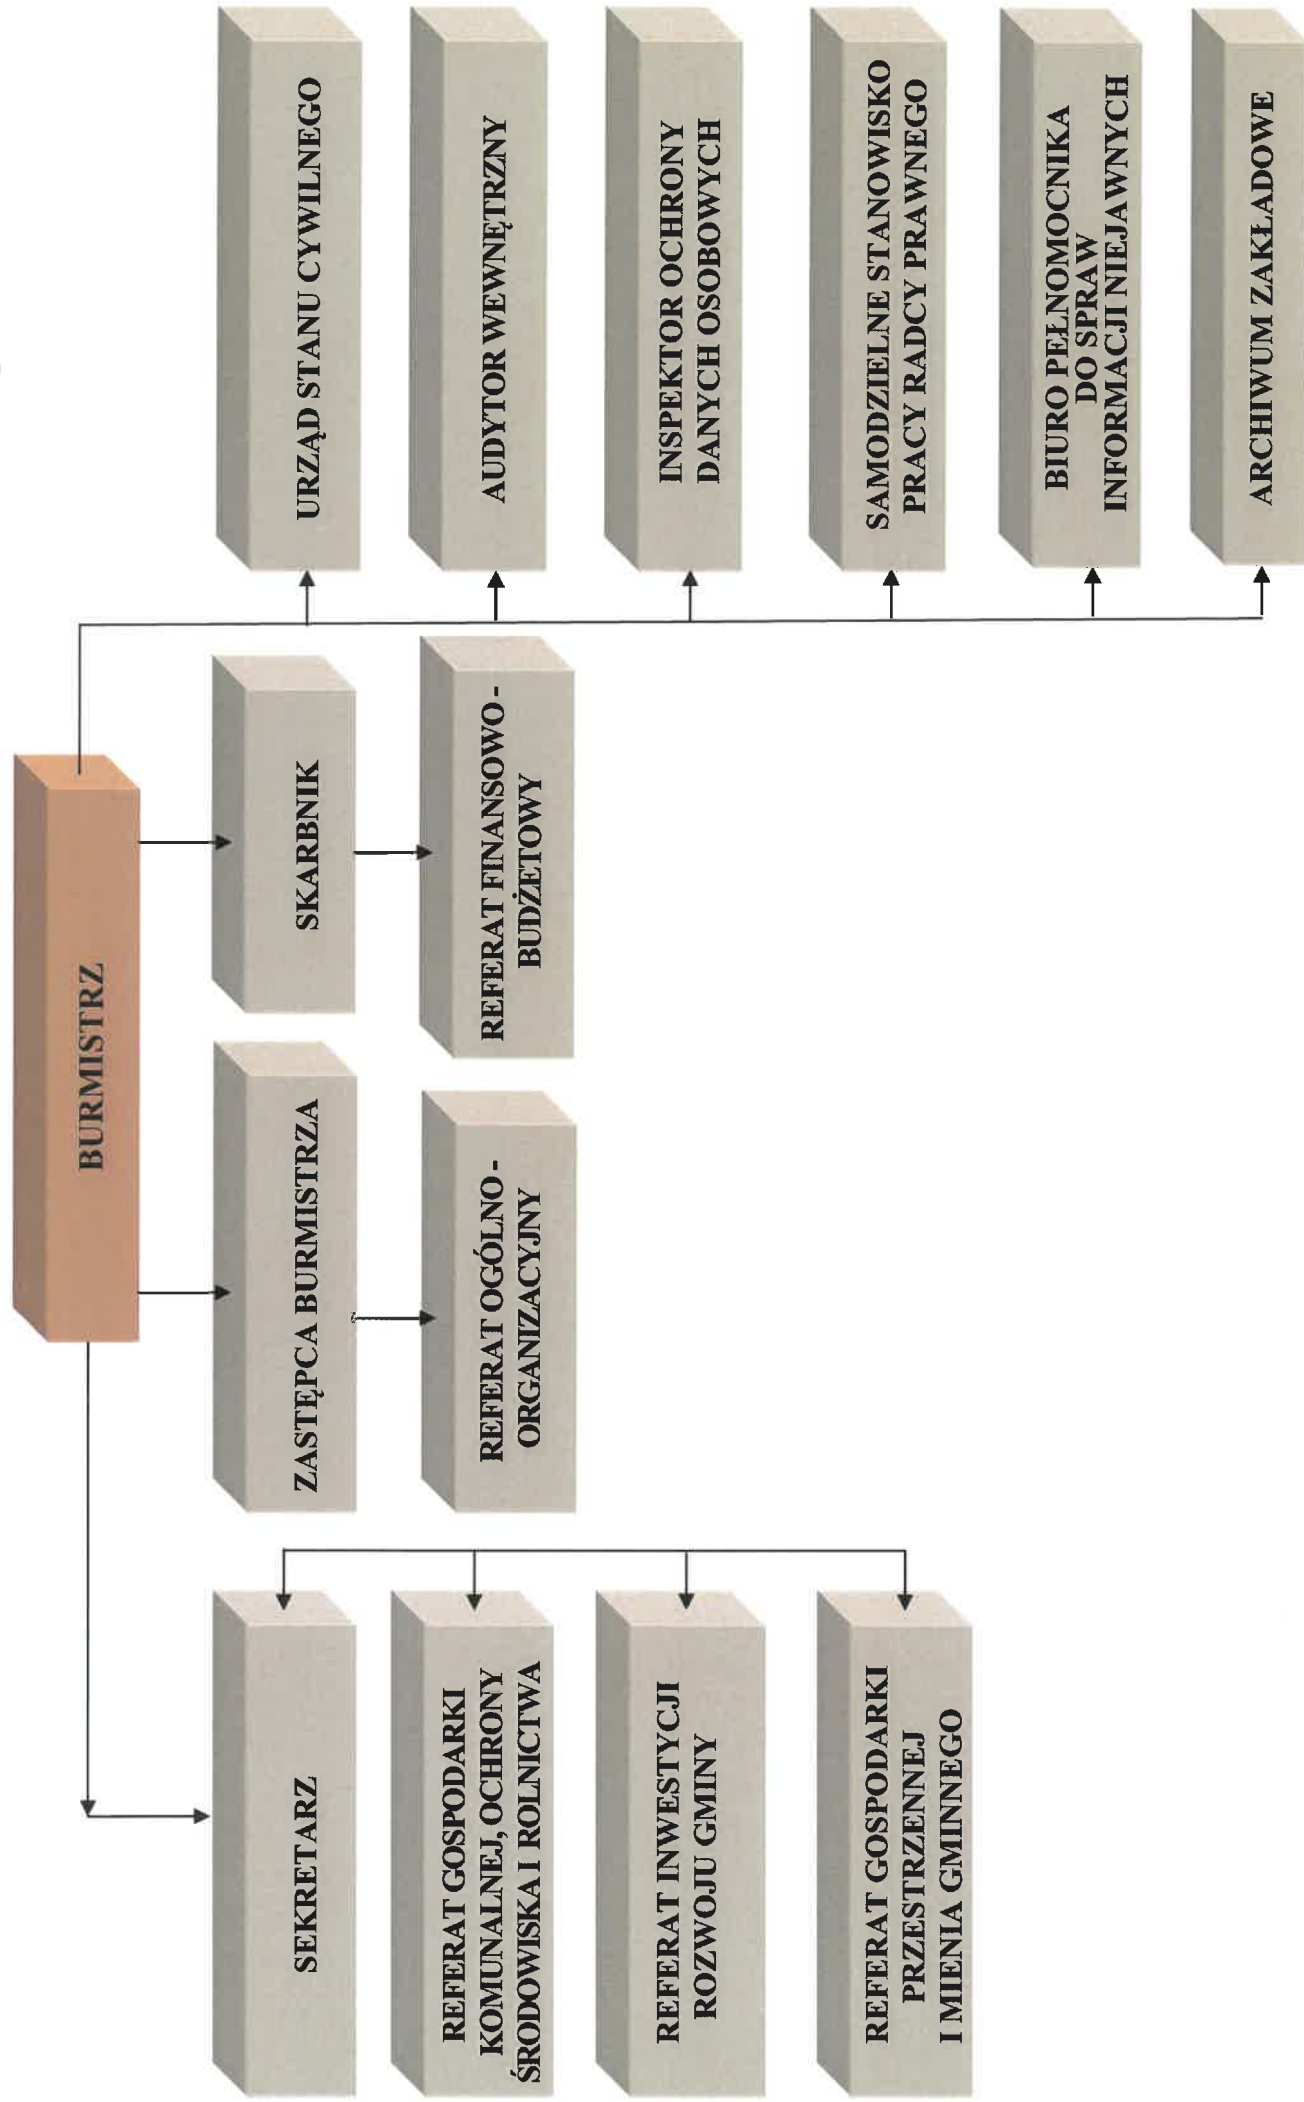 BURMISTRZ
SEKRETARZ
ZASTĘPCA BURMISTRZA
SKARBNIK
REFERAT GOSPODARKI
KOMUNALNEJ, OCHRONY
ŚRODOWISKA I ROLNICTWA
REFERAT INWESTYCJI
ROZWOJU GMINY
REFERAT GOSPODARKI
PRZESTRZENNEJ
I MIENIA GMINNEGO
REFERAT OGÓLNO -
ORGANIZACYJNY
REFERAT FINANSOWO -
BUDŻETOWY
URZĄD STANU CYWILNEGO
AUDYTOR WEWNĘTRZNY
INSPEKTOR OCHRONY
DANYCH OSOBOWYCH
SAMODZIELNE STANOWISKO
PRACY RADCY PRAWNEGO
BIURO PEŁNOMOCNIKA
DO SPRAW
INFORMACJI NIEJAWNYCH
ARCHIWUM ZAKŁADOWE